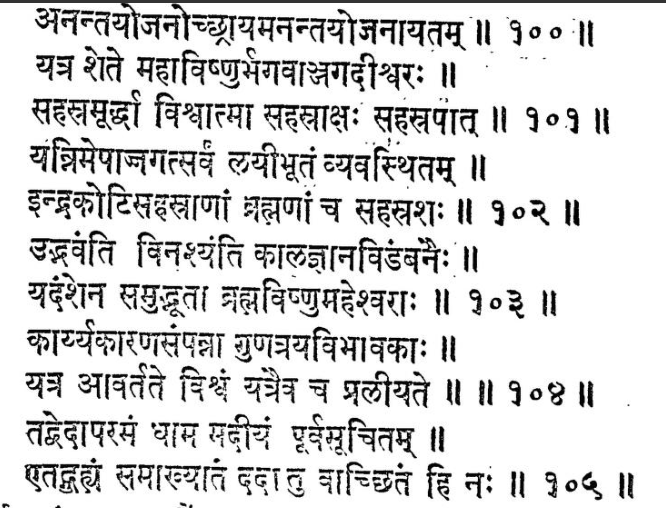 अनन्तयोजनोच्छ्रायमनन्तयोजनायतम् ॥ १०० ॥
यत्र शेते महाविष्णुर्भगवाञ्जगदीश्वरः ॥
सहस्रमूर्द्धा विश्वात्मा सहस्राक्षः सहस्रपात् ॥ १०१ ॥
यन्निमेषाज्जगत्सर्वं लयीभूतं व्यवस्थितम् ॥
इन्द्रकोटिसहस्राणां ब्रह्मणां च सहस्रशः ॥ १०२ ॥
उद्भवंति विनश्यंति कालज्ञानविडंबनैः ॥
यदंशेन समुद्भूता ब्रह्मविष्णुमहेश्वराः ॥ १०३ ॥
कार्य्यकारणसंपन्ना गुणत्रयविभावकाः ॥
यत्र आवर्तते विश्वं यत्रैव च प्रलीयते ॥ ॥ १०४ ॥
तद्वेदापरमं धाम मदीयं पूर्वसूचितम् ॥
एतद्गुह्यं समाख्यातं ददातु वाच्छितं हि नः ॥ १०५ ॥